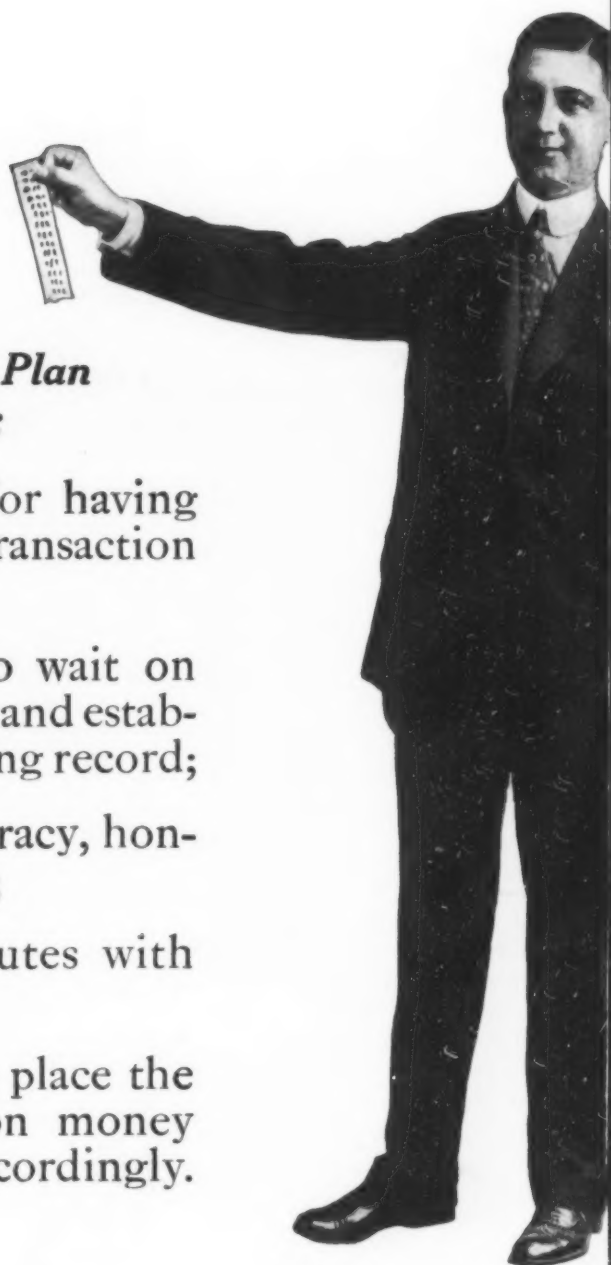 Plan
or having
ransaction
wait on
and estab-
ng record;
racy, hon-
utes with
place the
on money
cordingly.